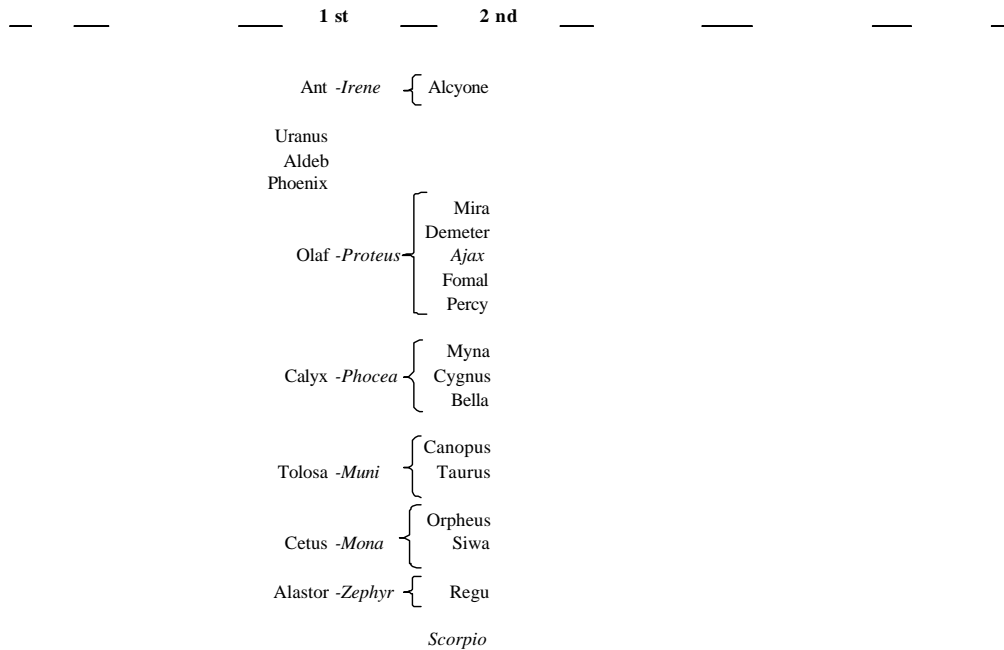 1 st 2 nd
Ant -Irene Alcyone
Uranus
Aldeb
Phoenix
Mira
Demeter
Olaf -Proteus Ajax
Fomal
Percy
Myna
Calyx -Phocea Cygnus
Bella
Canopus
Tolosa -Muni Taurus
Orpheus
Cetus -Mona Siwa
Alastor -Zephyr Regu
Scorpio